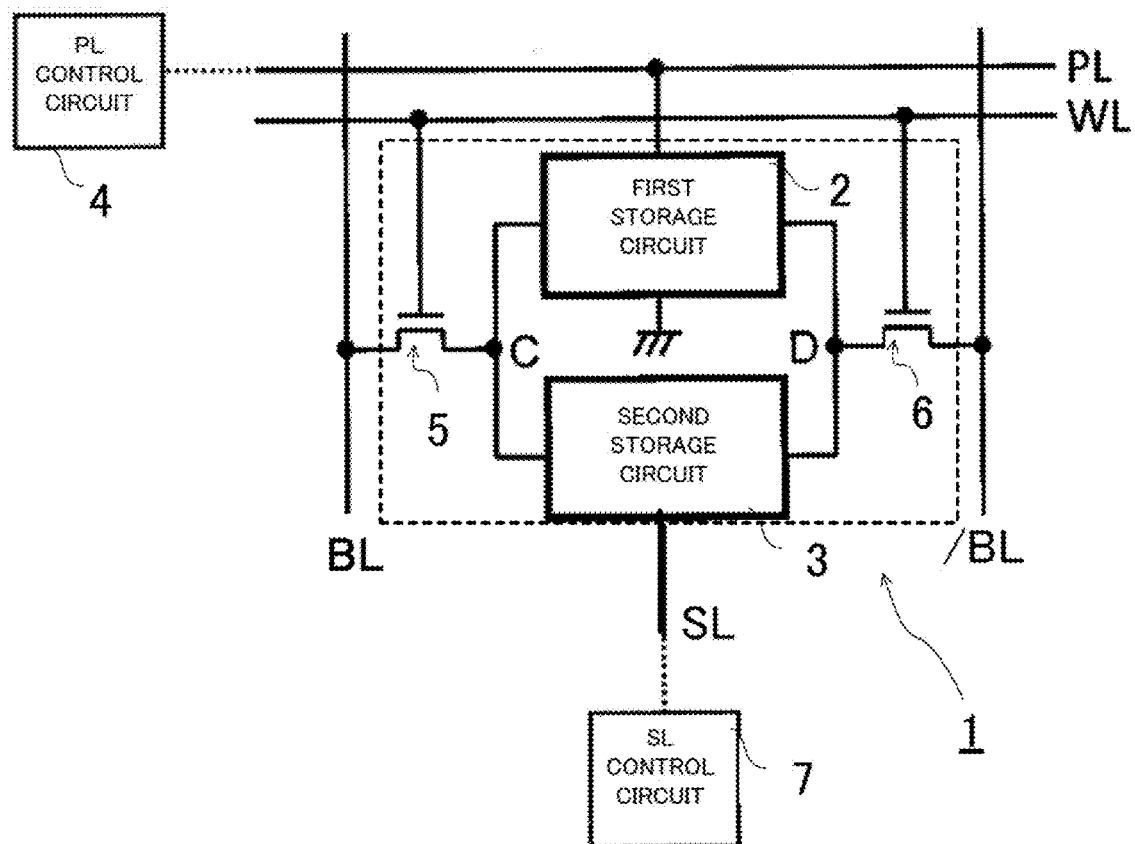 PL
CONTROL
CIRCUIT
4
PL
WL
FIRST
STORAGE
CIRCUIT
2
C
D
5
6
SECOND
STORAGE
CIRCUIT
3
BL
/BL
SL
1
SL
CONTROL
CIRCUIT
7